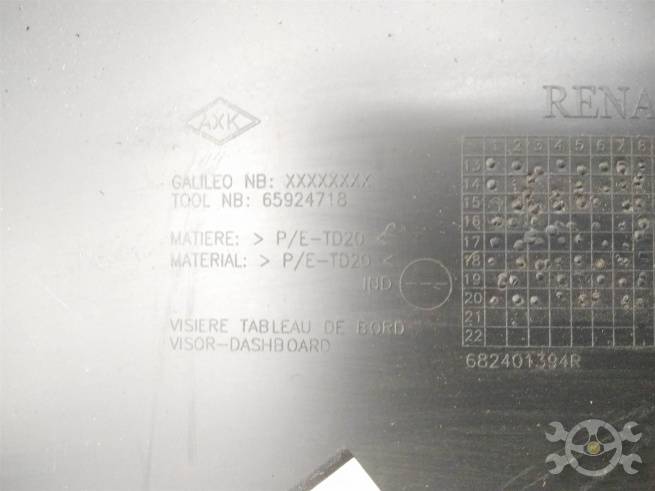 AXK
RENA
GALILEO NB: XXXXXXXX
TOOL NB: 65924718
MATIERE: > P/E-TD20 <
MATERIAL: > P/E-TD20 <
IND
VISIERE TABLEAU DE BORD
VISOR-DASHBOARD
1 2 3 4 5 6 7 8
13
14
15
16
17
18
19
20
21
22
682401394R